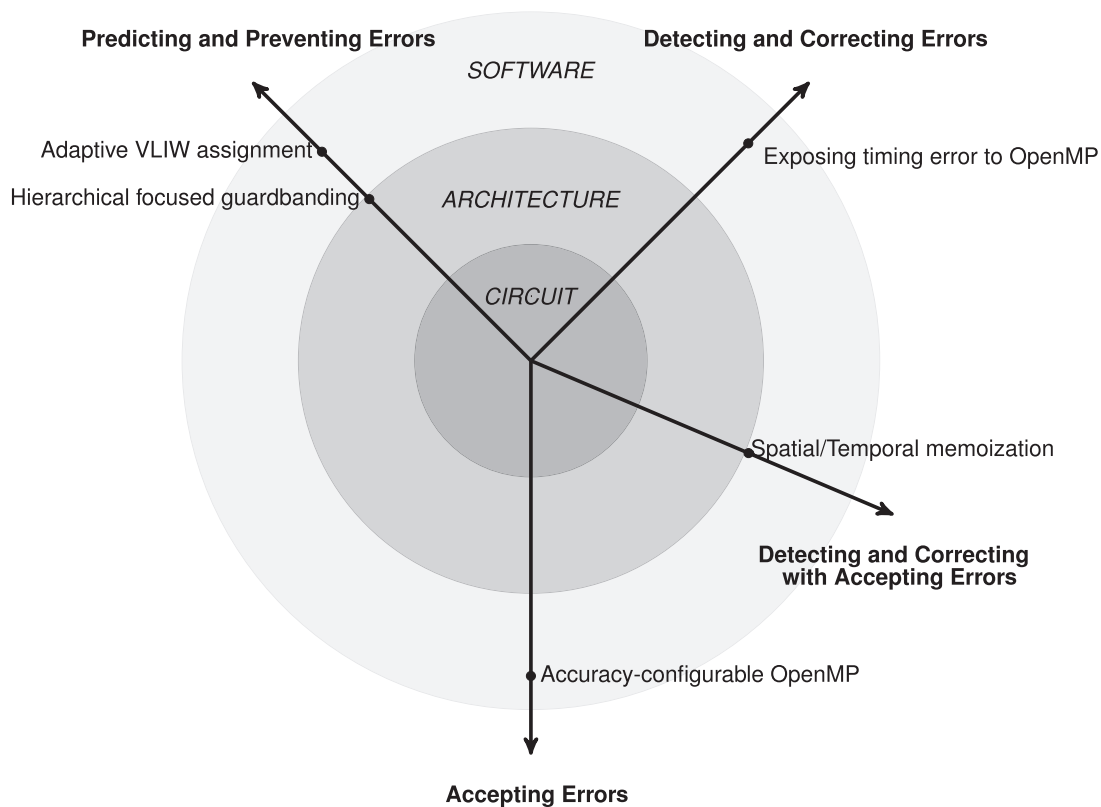 Predicting and Preventing Errors
Detecting and Correcting Errors
SOFTWARE
Adaptive VLIW assignment
Exposing timing error to OpenMP
Hierarchical focused guardbanding
ARCHITECTURE
CIRCUIT
Spatial/Temporal memoization
Detecting and Correcting
with Accepting Errors
Accuracy-configurable OpenMP
Accepting Errors